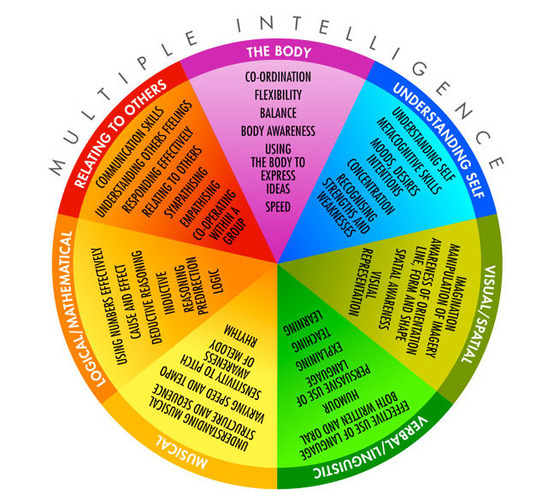 MULTIPLE INTELLIGENCE
THE BODY
CO-ORDINATION
FLEXIBILITY
BALANCE
BODY AWARENESS
USING
THE BODY TO
EXPRESS
IDEAS
SPEED
UNDERSTANDING SELF
UNDERSTANDING SELF
METACOGNITIVE SKILLS
MOODS, DESIRES
INTENTIONS
CONCENTRATION
RECOGNISING
STRENGTHS AND
WEAKNESSES
VISUAL/SPATIAL
IMAGINATION
MANIPULATION OF IMAGERY
AWARENESS OF ORIENTATION
LINE, FORM AND SHAPE
SPATIAL AWARENESS
VISUAL
REPRESENTATION
VERBAL/LINGUISTIC
EFFECTIVE USE OF LANGUAGE
BOTH WRITTEN AND ORAL
HUMOUR
PERSUASIVE USE OF
LANGUAGE
EXPLAINING
TEACHING
LEARNING
MUSICAL
UNDERSTANDING MUSICAL
STRUCTURE AND SEQUENCE
VARYING SPEED AND TEMPO
SENSITIVITY TO PITCH
AWARENESS
OF MELODY
RHYTHM
LOGICAL/MATHEMATICAL
USING NUMBERS EFFECTIVELY
CAUSE AND EFFECT
DEDUCTIVE REASONING
INDUCTIVE
REASONING
PREDIRECTION
LOGIC
RELATING TO OTHERS
COMMUNICATION SKILLS
UNDERSTANDING OTHERS FEELINGS
RESPONDING EFFECTIVELY
RELATING TO OTHERS
SYMPATHISING
EMPATHISING
CO-OPERATING
WITHIN A
GROUP